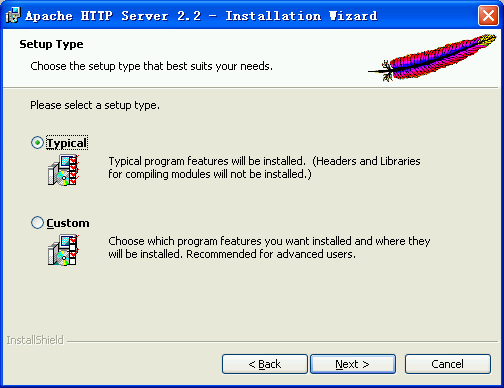 Apache HTTP Server 2.2 - Installation Wizard
Setup Type
Choose the setup type that best suits your needs.
Please select a setup type.
Typical
Typical program features will be installed. (Headers and Libraries
for compiling modules will not be installed.)
Custom
Choose which program features you want installed and where they
will be installed. Recommended for advanced users.
InstallShield
< Back
Next >
Cancel